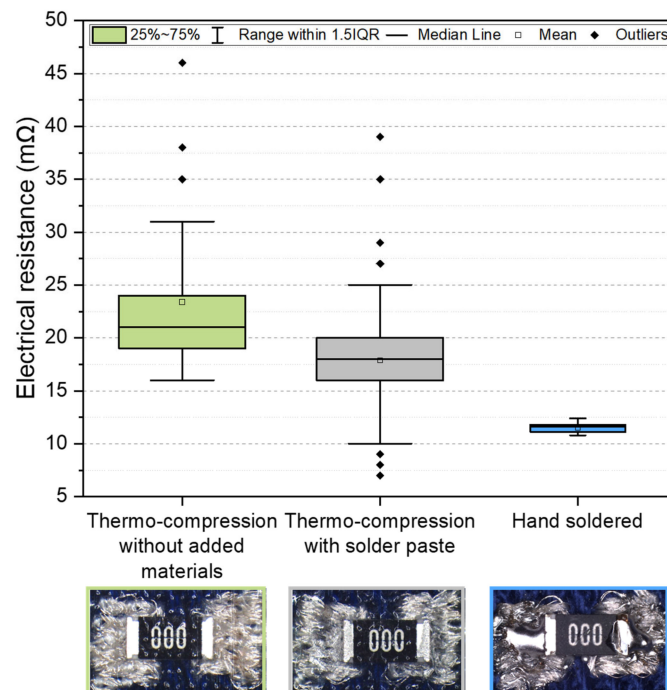 25%~75% Range within 1.5IQR Median Line Mean Outliers
Electrical resistance (mΩ)
50
45
40
35
30
25
20
15
10
5
Thermo-compression
without added
materials
Thermo-compression
with solder paste
Hand soldered
000
000
000